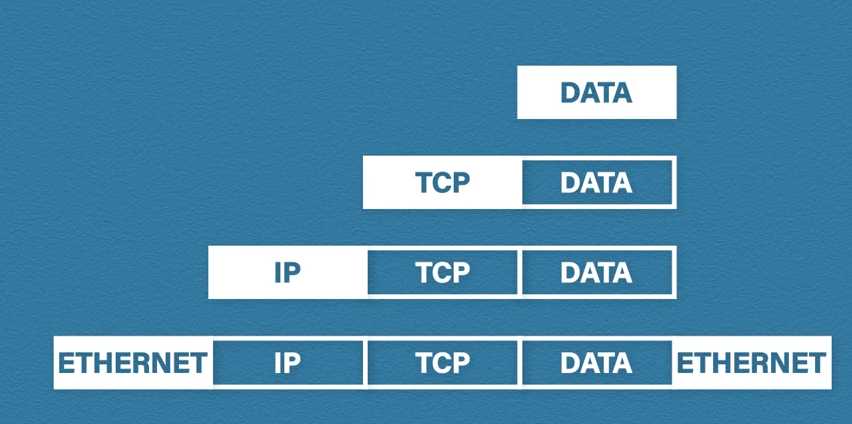 DATA
TCP DATA
IP TCP DATA
ETHERNET IP TCP DATA ETHERNET